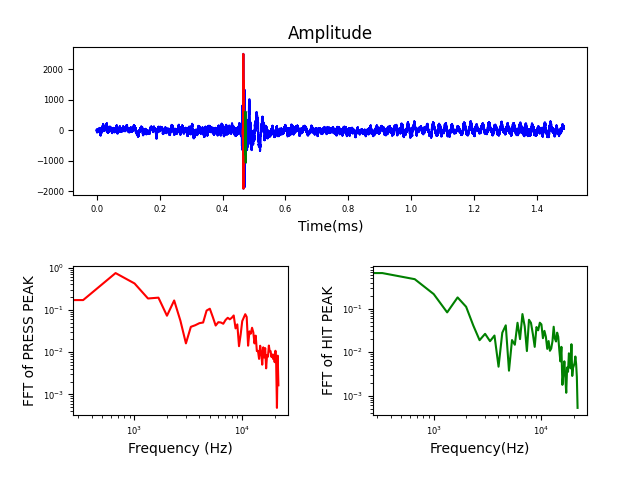 Amplitude
2000
1000
0
−1000
−2000
0.0 0.2 0.4 0.6 0.8 1.0 1.2 1.4
Time(ms)
FFT of PRESS PEAK
10⁰
10⁻¹
10⁻²
10⁻³
10³ 10⁴
Frequency (Hz)
FFT of HIT PEAK
10⁻¹
10⁻²
10⁻³
10³ 10⁴
Frequency(Hz)